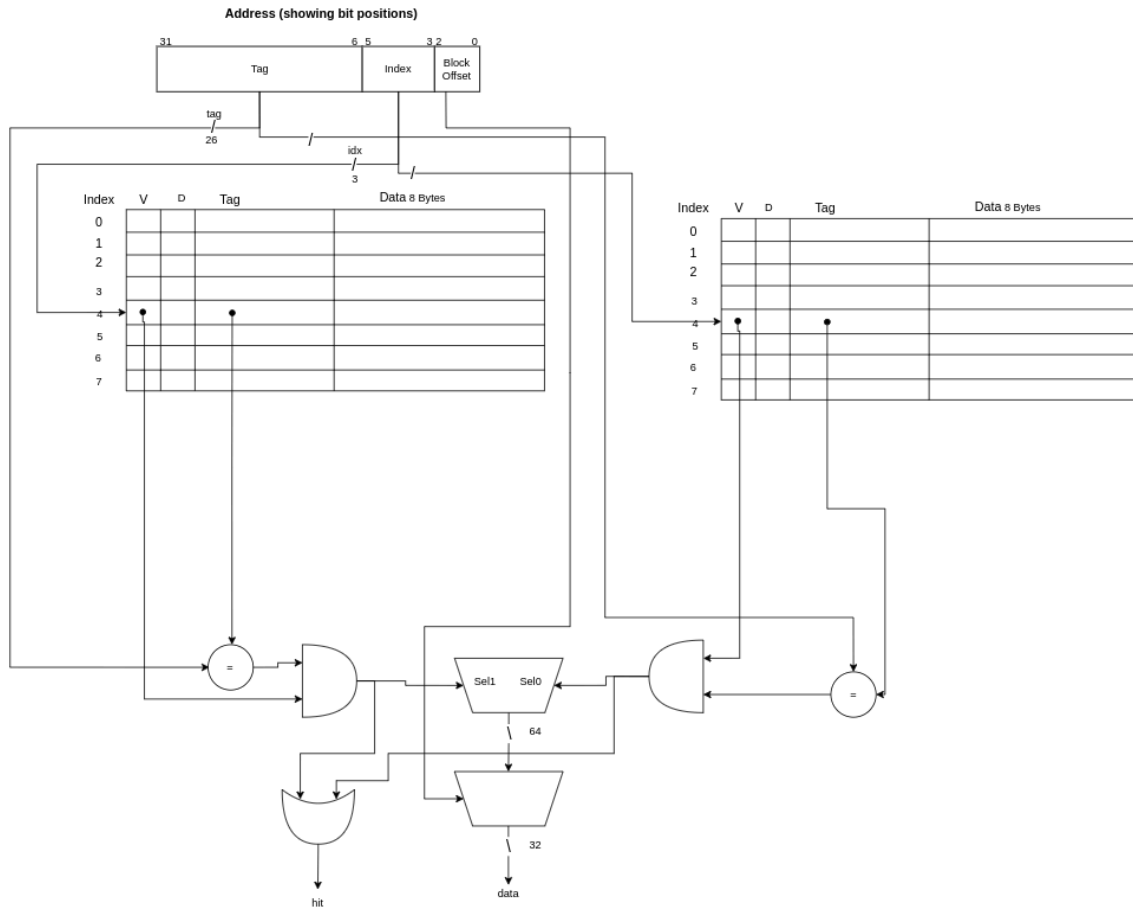 Address (showing bit positions)
31 6 5 3 2 0
Tag Index Block
Offset
tag
26
idx
3
Index V D Tag Data 8 Bytes
0
1
2
3
4
5
6
7
Index V D Tag Data 8 Bytes
0
1
2
3
4
5
6
7
=
Sel1 Sel0
=
64
32
hit
data